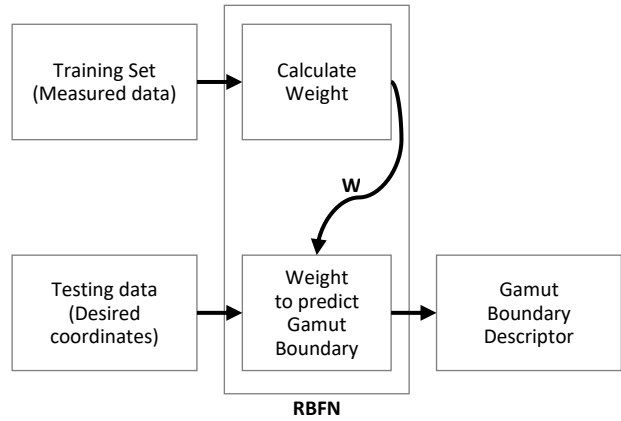 Training Set
(Measured data)
Calculate
Weight
W
Testing data
(Desired
coordinates)
Weight
to predict
Gamut
Boundary
Gamut
Boundary
Descriptor
RBFN